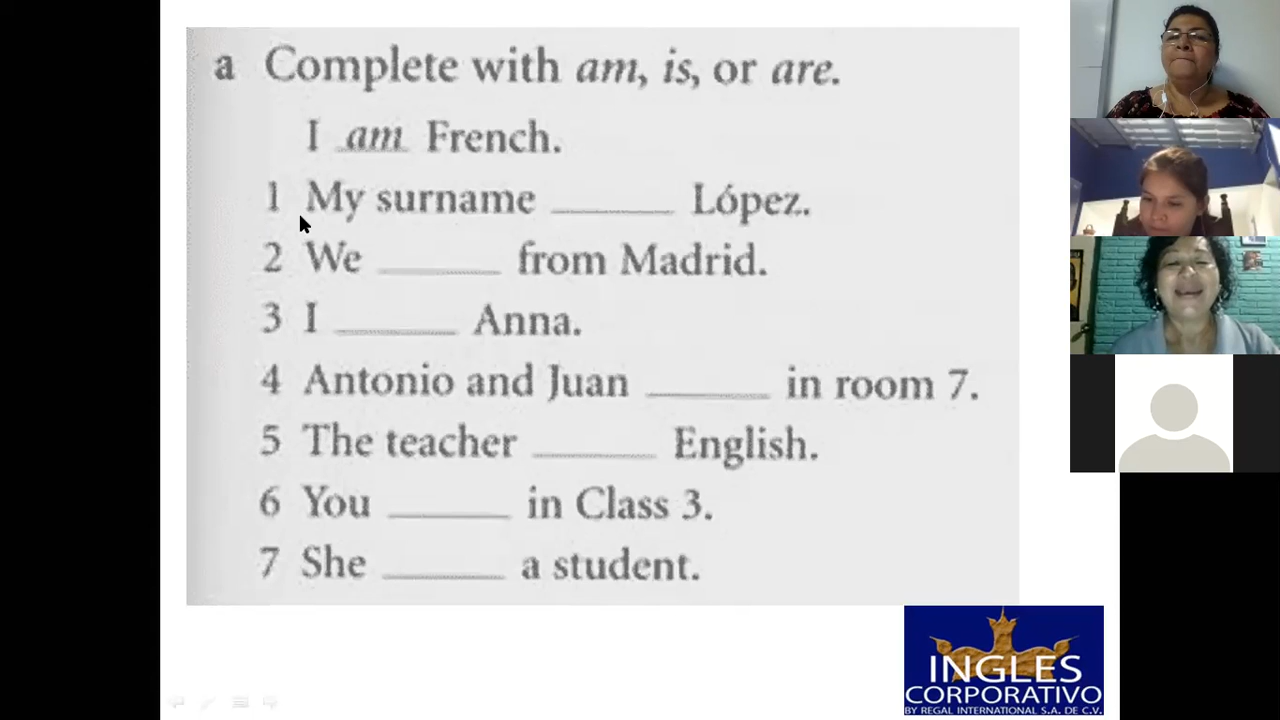 a Complete with am, is, or are.
I am French.
1 My surname ______ López.
2 We ______ from Madrid.
3 I ______ Anna.
4 Antonio and Juan ______ in room 7.
5 The teacher ______ English.
6 You ______ in Class 3.
7 She ______ a student.
INGLES
CORPORATIVO
BY REGAL INTERNATIONAL S.A. DE C.V.